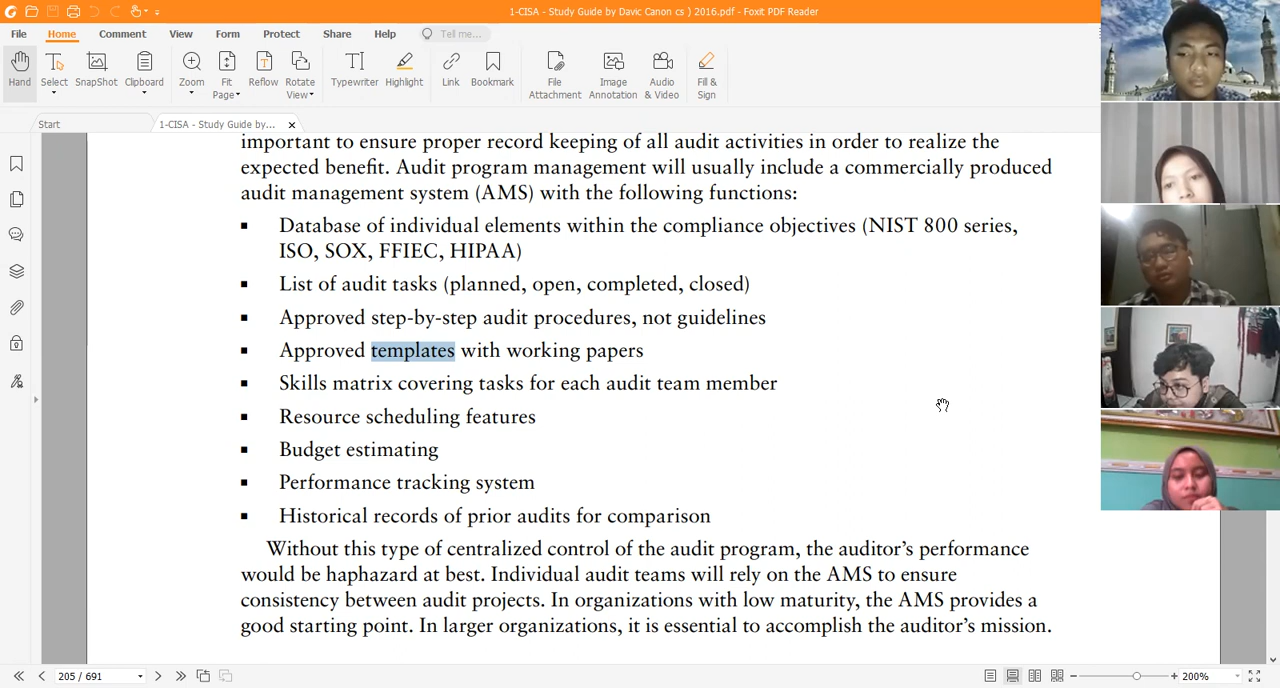 1-CISA - Study Guide by Davic Canon cs ) 2016.pdf - Foxit PDF Reader
File Home Comment View Form Protect Share Help Tell me...
Hand Select SnapShot Clipboard Zoom Fit Page Reflow Rotate View Typewriter Highlight Link Bookmark File Attachment Image Annotation Audio & Video Fill & Sign
Start 1-CISA - Study Guide by...
important to ensure proper record keeping of all audit activities in order to realize the
expected benefit. Audit program management will usually include a commercially produced
audit management system (AMS) with the following functions:
▪ Database of individual elements within the compliance objectives (NIST 800 series,
ISO, SOX, FFIEC, HIPAA)
▪ List of audit tasks (planned, open, completed, closed)
▪ Approved step-by-step audit procedures, not guidelines
▪ Approved templates with working papers
▪ Skills matrix covering tasks for each audit team member
▪ Resource scheduling features
▪ Budget estimating
▪ Performance tracking system
▪ Historical records of prior audits for comparison
Without this type of centralized control of the audit program, the auditor's performance
would be haphazard at best. Individual audit teams will rely on the AMS to ensure
consistency between audit projects. In organizations with low maturity, the AMS provides a
good starting point. In larger organizations, it is essential to accomplish the auditor's mission.
205 / 691 200%